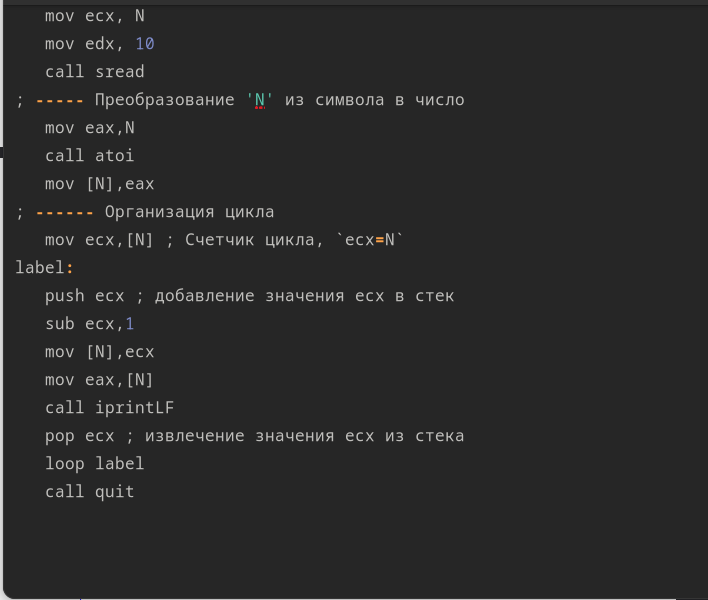 mov ecx, N
mov edx, 10
call sread
; ----- Преобразование 'N' из символа в число
mov eax,N
call atoi
mov [N],eax
; ------ Организация цикла
mov ecx,[N] ; Счетчик цикла, `ecx=N`
label:
push ecx ; добавление значения ecx в стек
sub ecx,1
mov [N],ecx
mov eax,[N]
call iprintLF
pop ecx ; извлечение значения ecx из стека
loop label
call quit